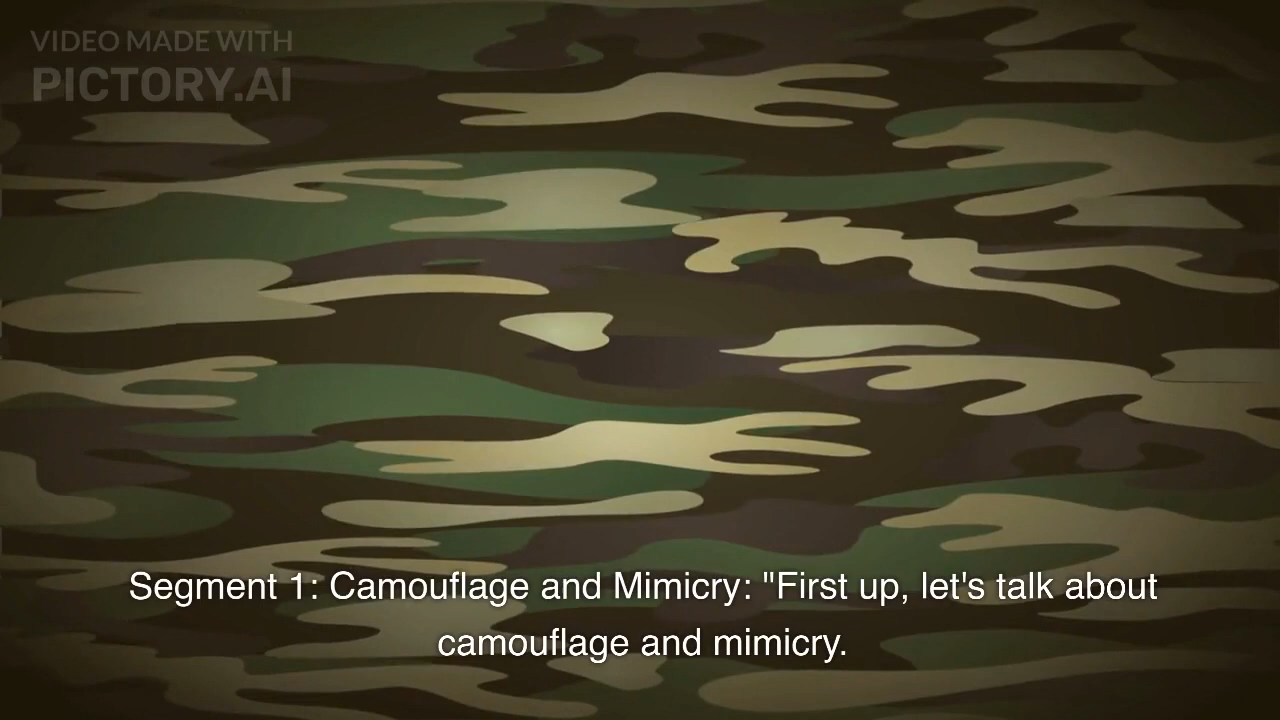 VIDEO MADE WITH
PICTORY.AI
Segment 1: Camouflage and Mimicry: "First up, let's talk about
camouflage and mimicry.